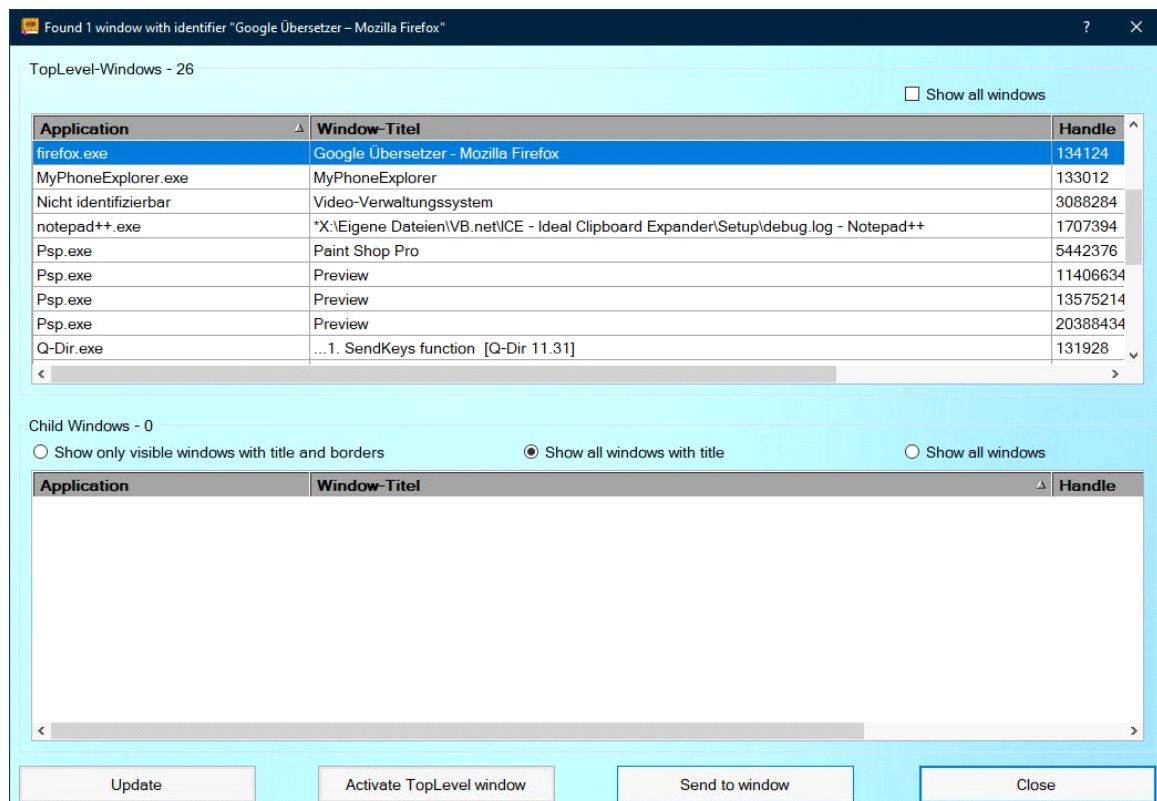 Found 1 window with identifier "Google Übersetzer – Mozilla Firefox"
TopLevel-Windows - 26
Show all windows
Application Window-Titel Handle
firefox.exe Google Übersetzer - Mozilla Firefox 134124
MyPhoneExplorer.exe MyPhoneExplorer 133012
Nicht identifizierbar Video-Verwaltungssystem 3088284
notepad++.exe *X:\Eigene Dateien\VB.net\ICE - Ideal Clipboard Expander\Setup\debug.log - Notepad++ 1707394
Psp.exe Paint Shop Pro 5442376
Psp.exe Preview 11406634
Psp.exe Preview 13575214
Psp.exe Preview 20388434
Q-Dir.exe ...1. SendKeys function [Q-Dir 11.31] 131928
Child Windows - 0
Show only visible windows with title and borders Show all windows with title Show all windows
Application Window-Titel Handle
Update Activate TopLevel window Send to window Close